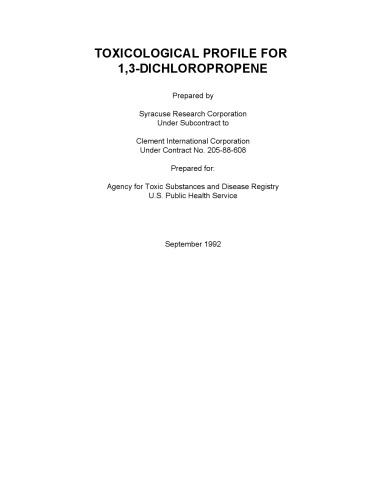 TOXICOLOGICAL PROFILE FOR
1,3-DICHLOROPROPENE
Prepared by
Syracuse Research Corporation
Under Subcontract to
Clement International Corporation
Under Contract No. 205-88-608
Prepared for:
Agency for Toxic Substances and Disease Registry
U.S. Public Health Service
September 1992